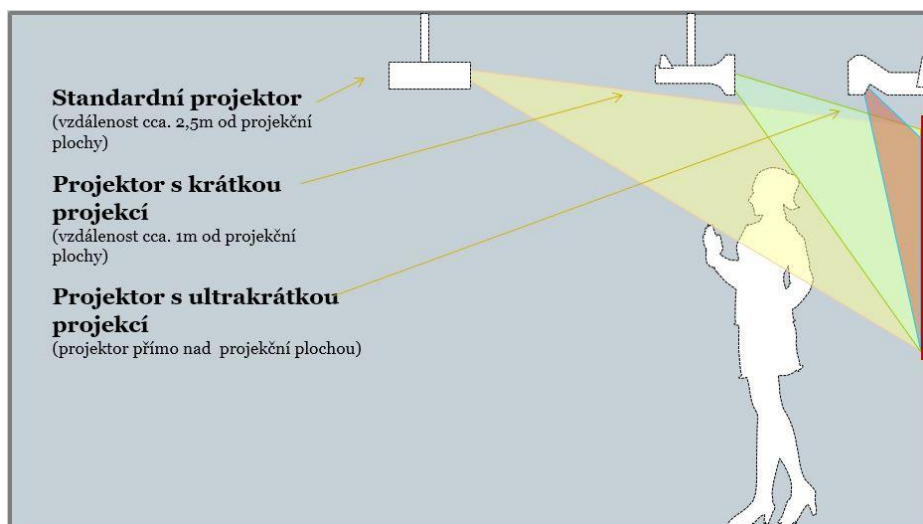 Standardní projektor
(vzdálenost cca. 2,5m od projekční
plochy)
Projektor s krátkou
projekcí
(vzdálenost cca. 1m od projekční
plochy)
Projektor s ultrakrátkou
projekcí
(projektor přímo nad projekční plochou)